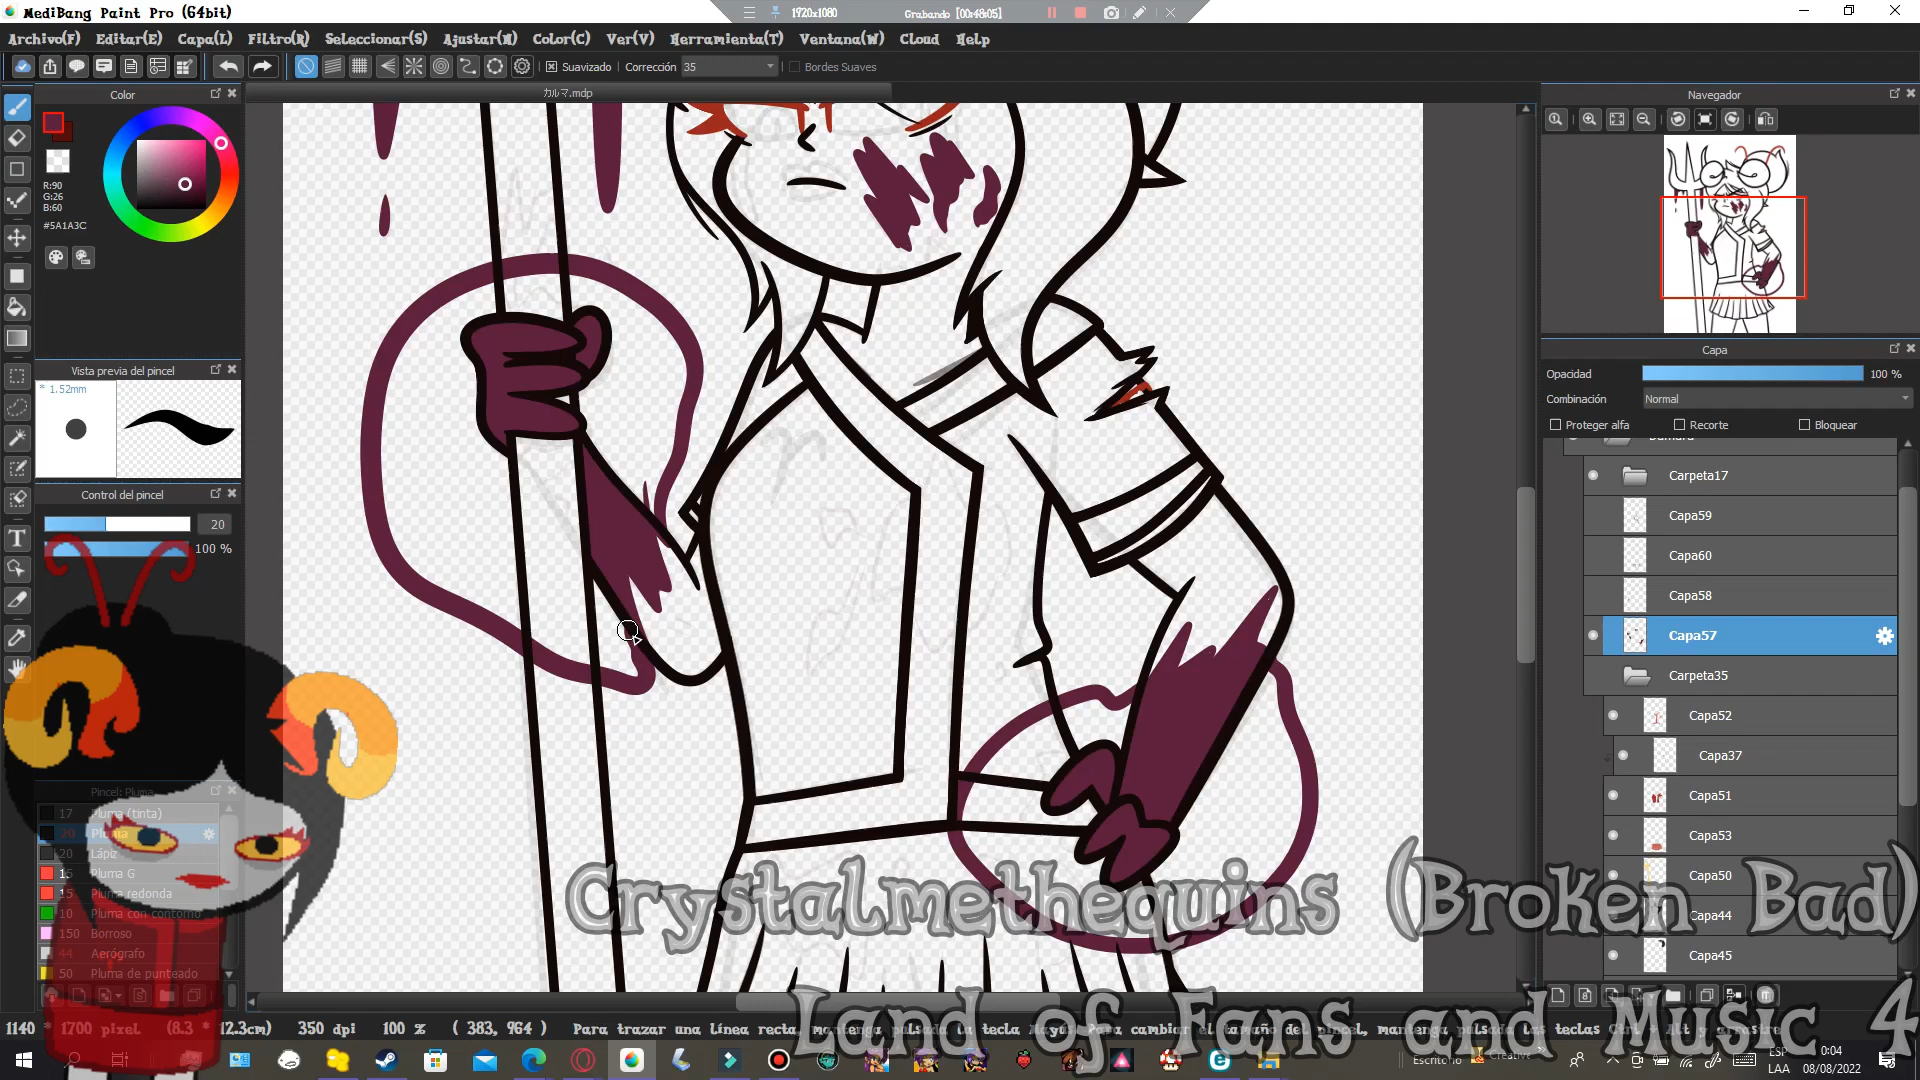 MediBang Paint Pro (64bit)
1920x1080
Grabando [00:48:05]
Archivo(F) Editar(E) Capa(L) Filtro(R) Seleccionar(S) Ajustar(N) Color(C) Ver(V) Herramienta(T) Ventana(W) Cloud Help
Suavizado Corrección 35 Bordes Suaves
Color
カルマ.mdp
Navegador
R:90
G:26
B:60
#5A1A3C
Vista previa del pincel
* 1.52mm
Control del pincel
20
100 %
Capa
Opacidad 100 %
Combinación Normal
Proteger alfa Recorte Bloquear
Carpeta17
Capa59
Capa60
Capa58
Capa57
Carpeta35
Capa52
Capa37
Capa51
Capa53
Capa50
Capa44
Capa45
Pincel: Pluma
17 Pluma (tinta)
20 Pluma
20 Lápiz
15 Pluma G
15 Pluma redonda
10 Pluma con contorno
150 Borroso
44 Aerógrafo
50 Pluma de punteado
Crystalmethequins (Broken Bad)
Land of Fans and Music 4
1140 * 1700 pixel (8.3 * 12.3cm) 350 dpi 100 % ( 383, 964 ) Para trazar una línea recta, mantenga pulsada la tecla Mayús. Para cambiar el tamaño del pincel, mantenga pulsada las teclas Ctrl + Alt y arrastre
Escritorio
ESP
LAA
0:04
08/08/2022